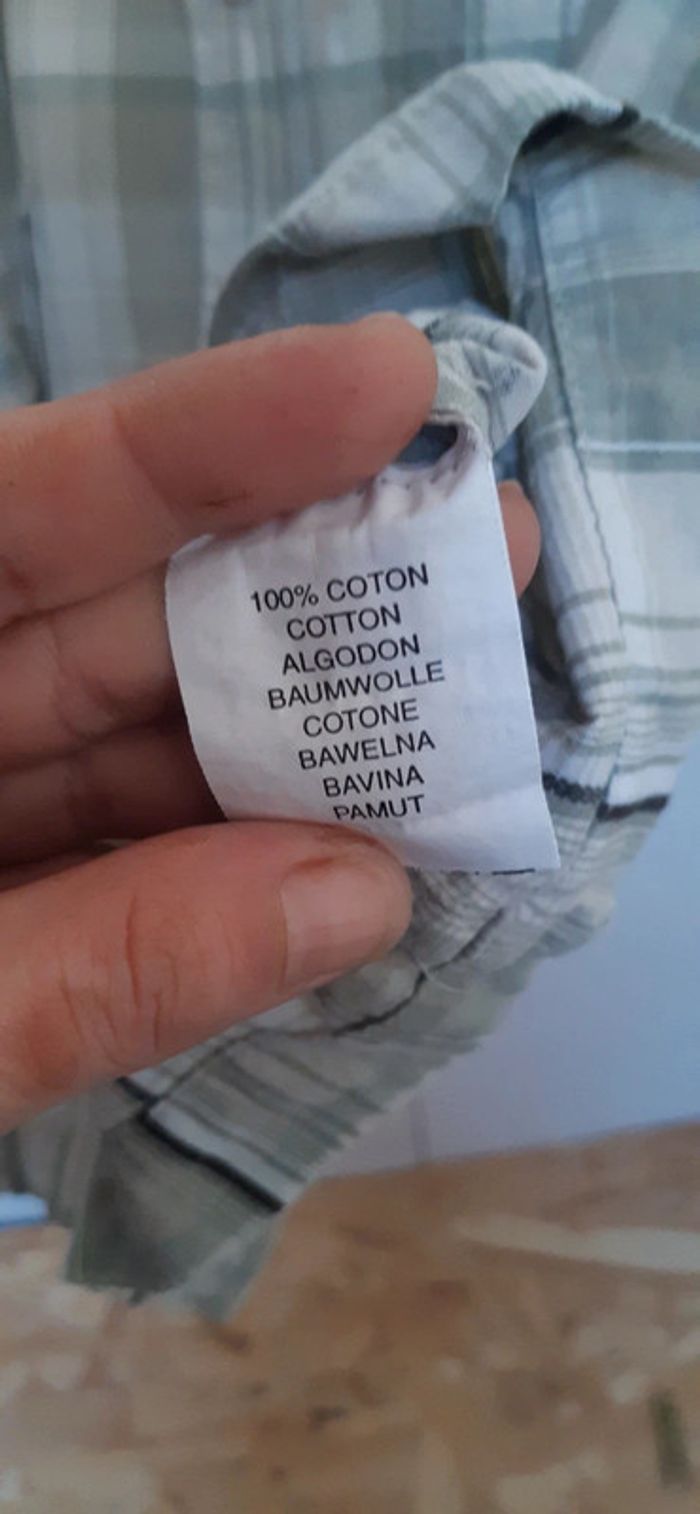 100% COTON
COTTON
ALGODON
BAUMWOLLE
COTONE
BAWELNA
BAVINA
PAMUT